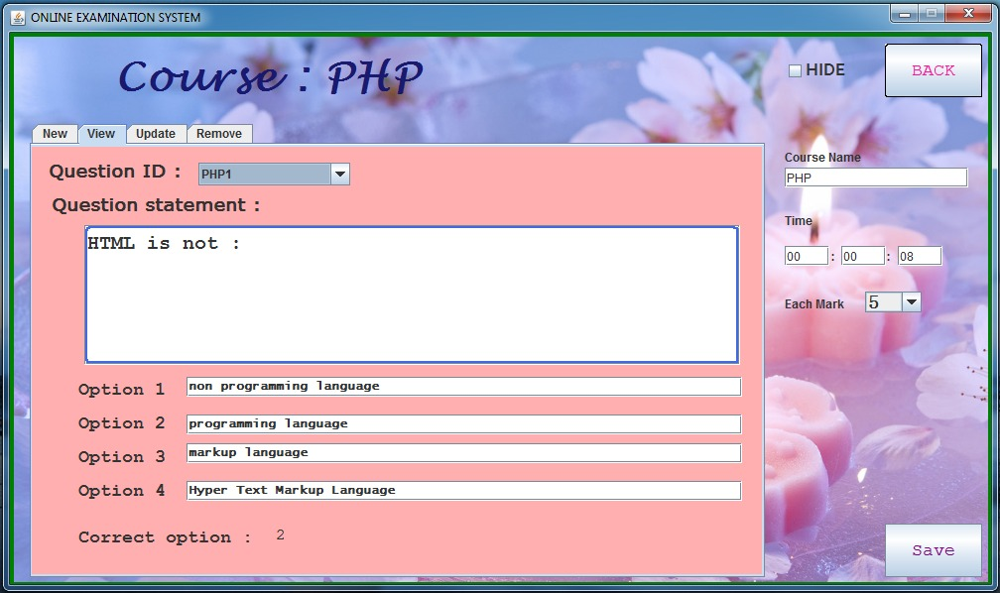 ONLINE EXAMINATION SYSTEM
Course : PHP
HIDE
BACK
New View Update Remove
Question ID : PHP1
Question statement :
HTML is not :
Option 1 non programming language
Option 2 programming language
Option 3 markup language
Option 4 Hyper Text Markup Language
Correct option : 2
Course Name
PHP
Time
00 : 00 : 08
Each Mark 5
Save